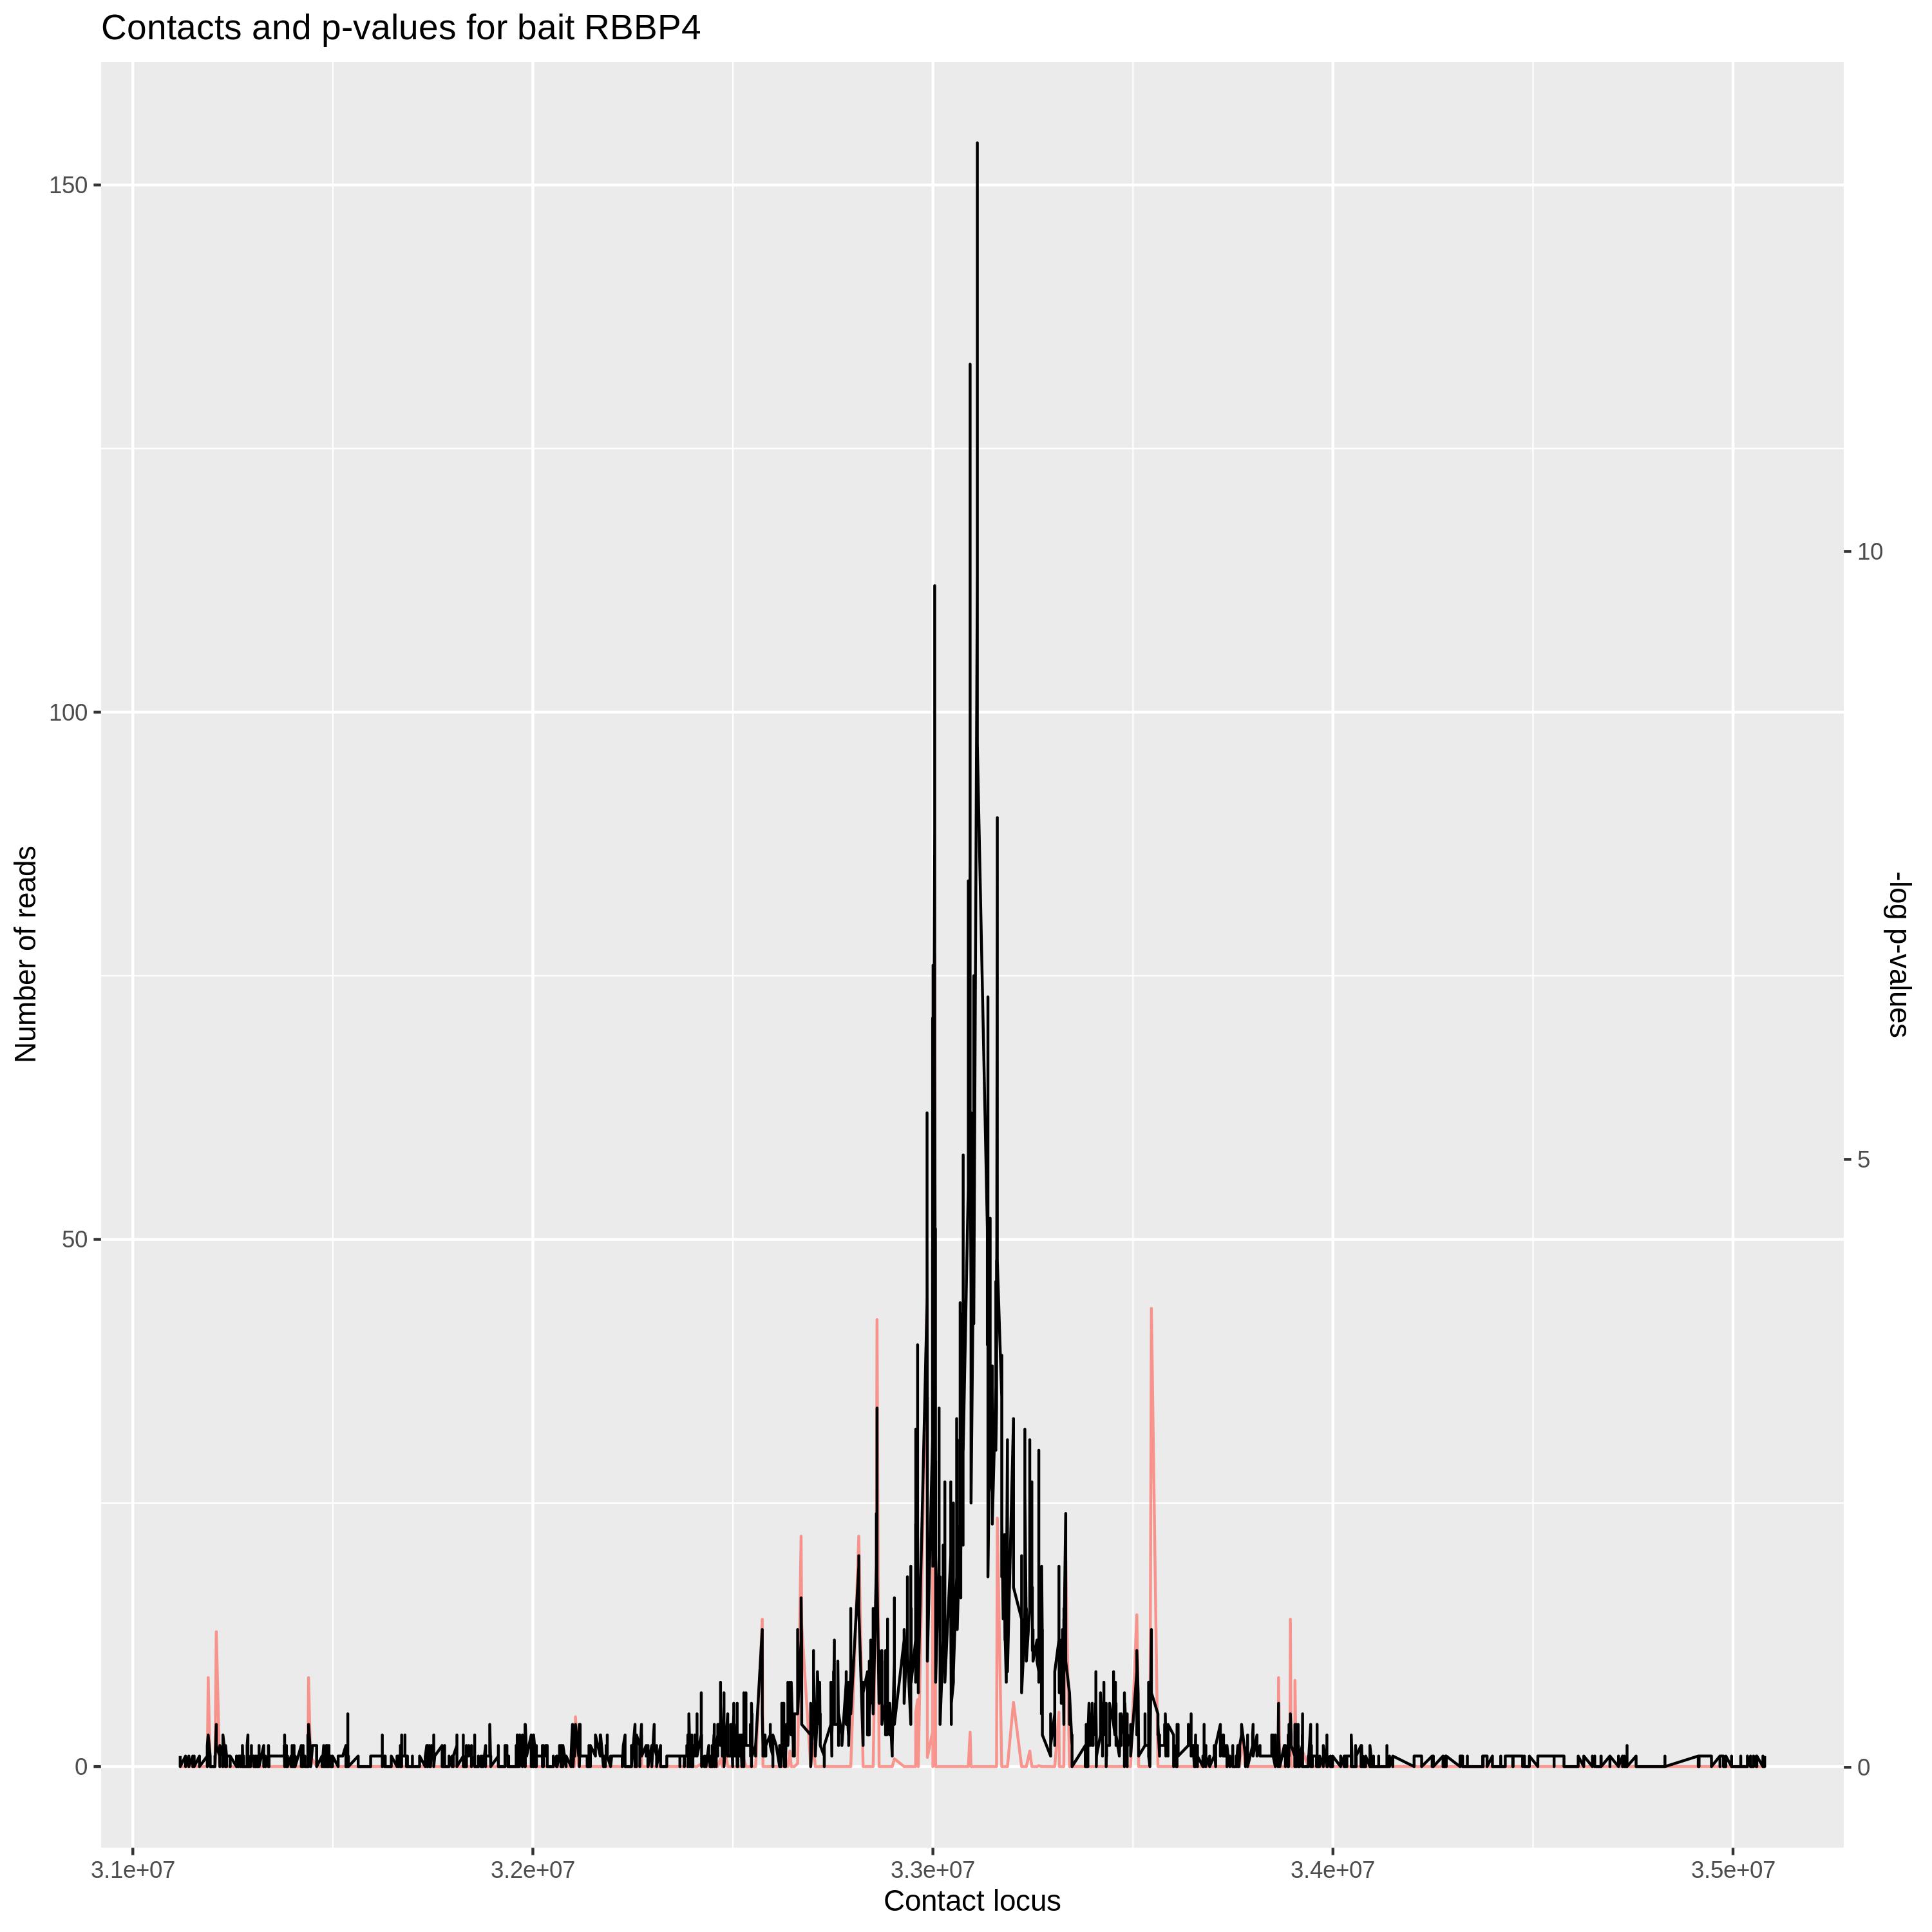 Contacts and p-values for bait RBBP4
150
100
50
0
Number of reads
10
5
0
-log p-values
3.1e+07
3.2e+07
3.3e+07
3.4e+07
3.5e+07
Contact locus